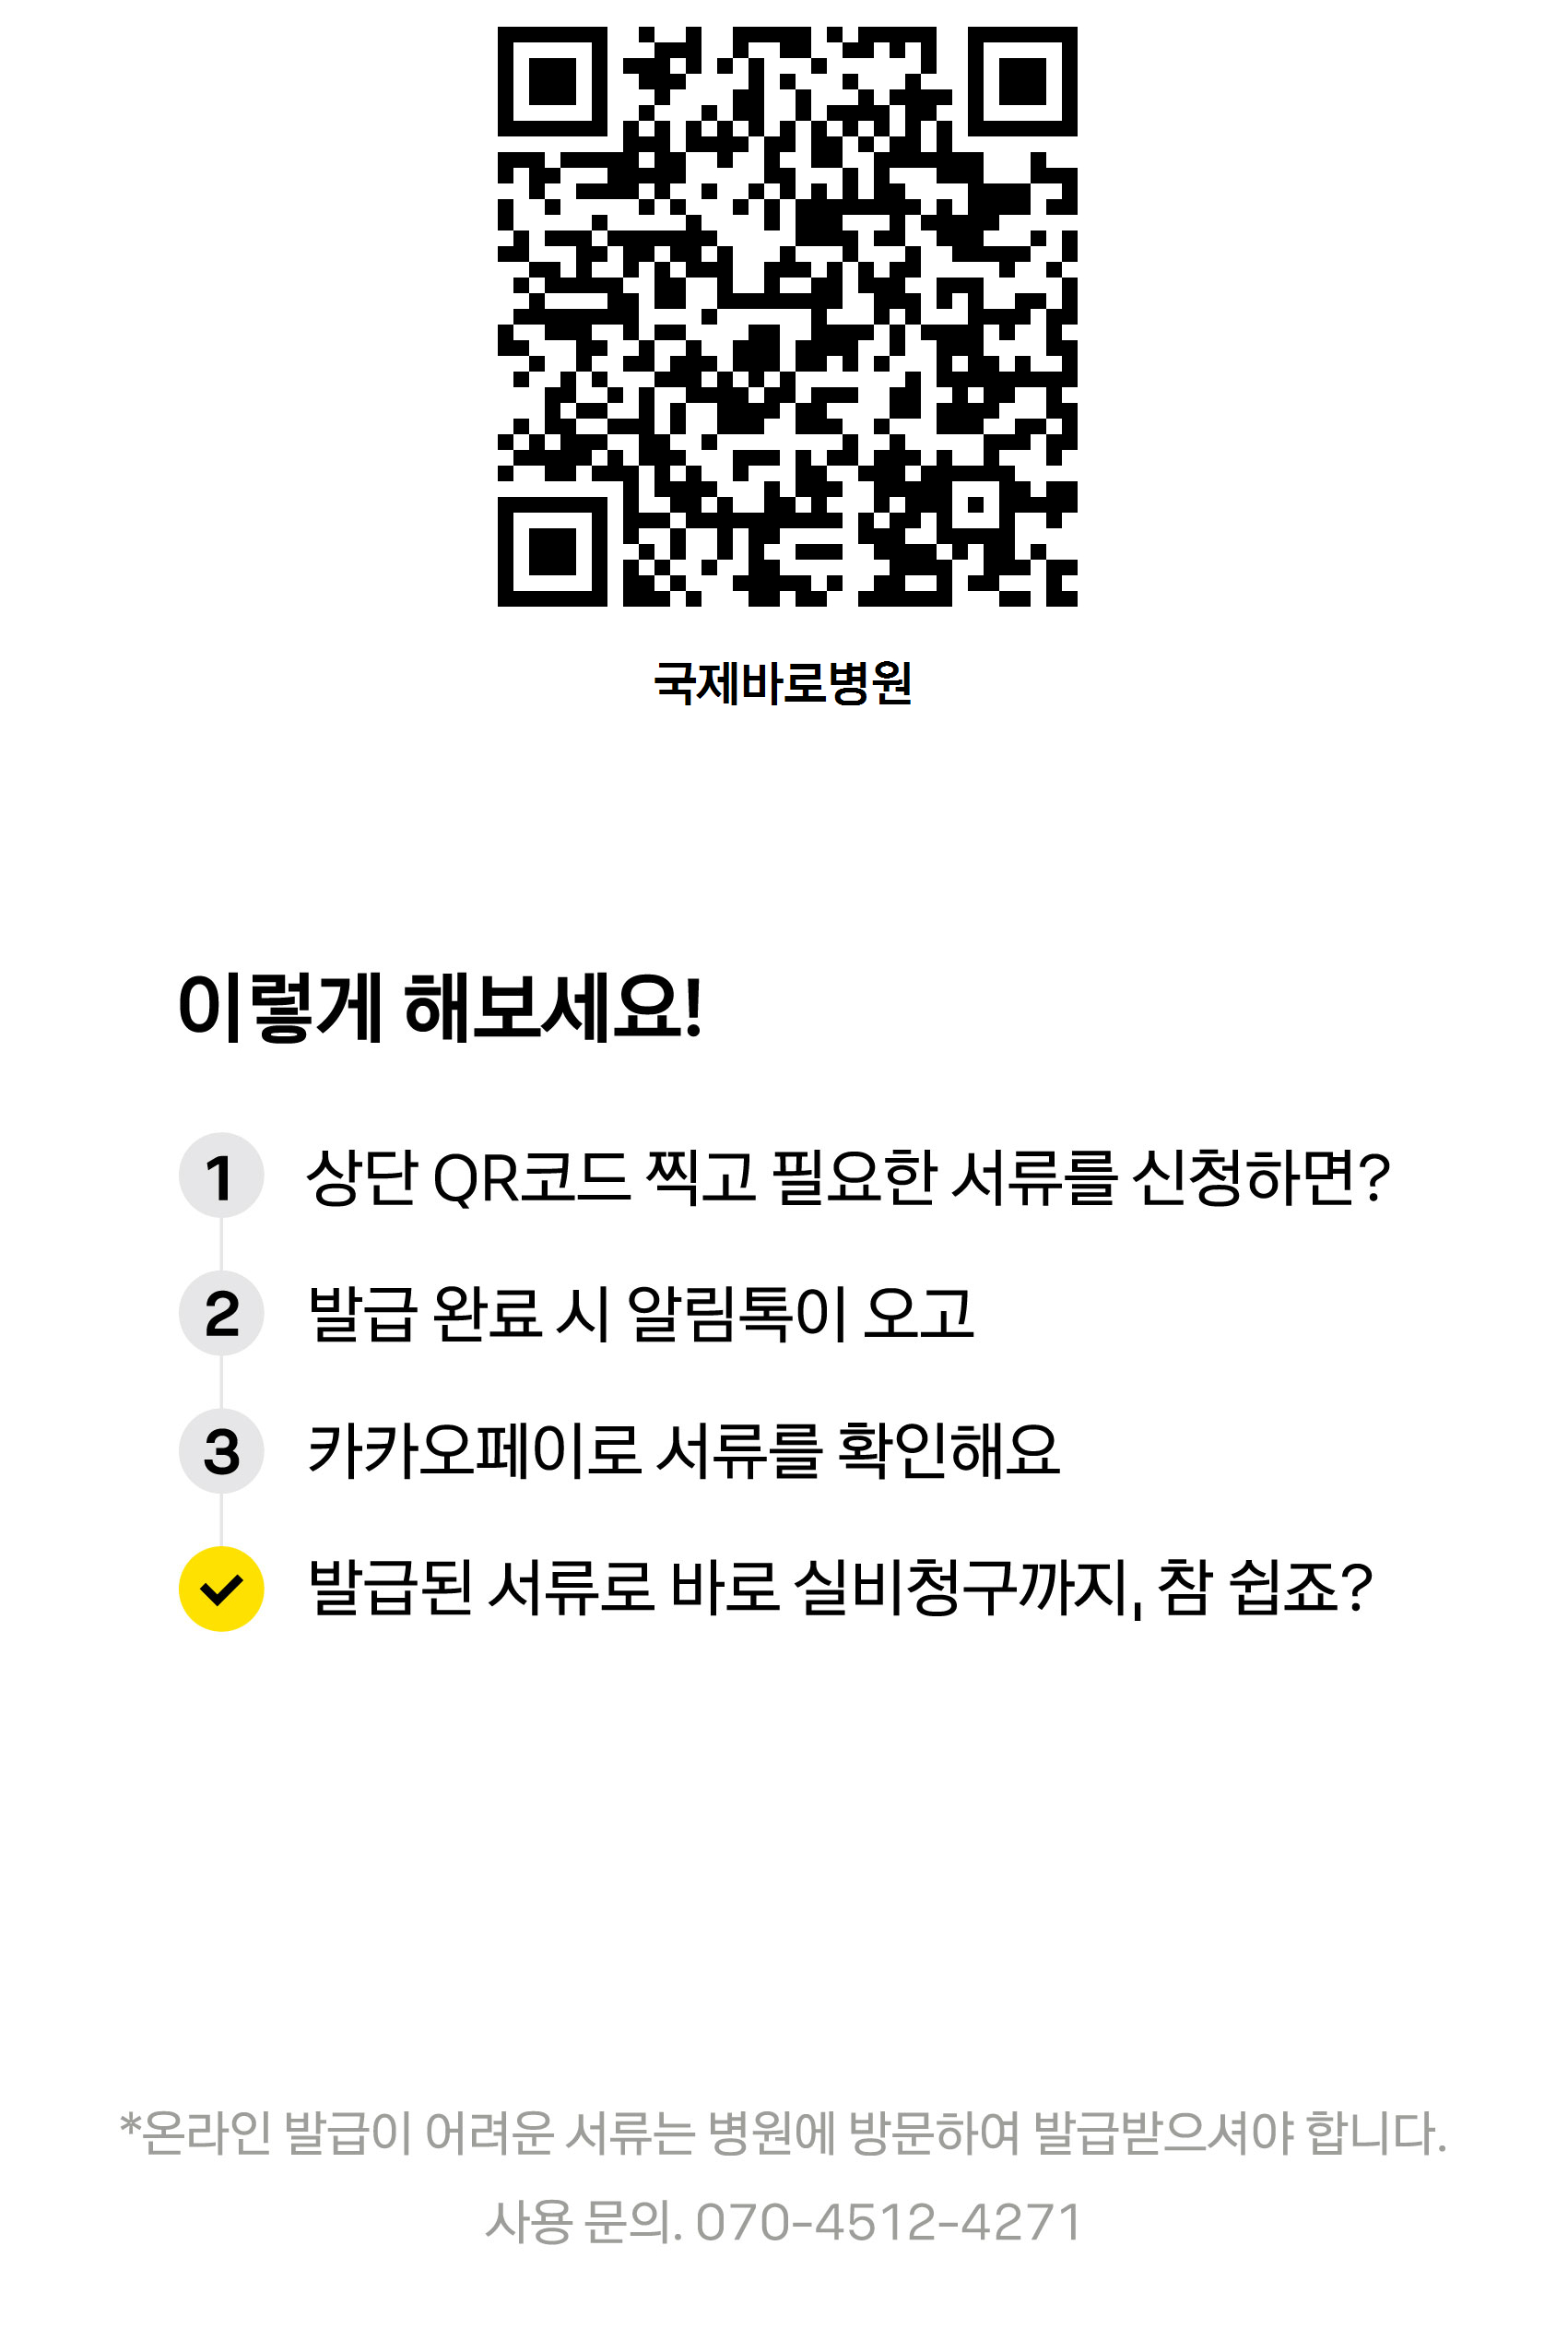 국제바로병원
이렇게 해보세요!
1 상단 QR코드 찍고 필요한 서류를 신청하면?
2 발급 완료 시 알림톡이 오고
3 카카오페이로 서류를 확인해요
발급된 서류로 바로 실비청구까지, 참 쉽죠?
*온라인 발급이 어려운 서류는 병원에 방문하여 발급받으셔야 합니다.
사용 문의. 070-4512-4271